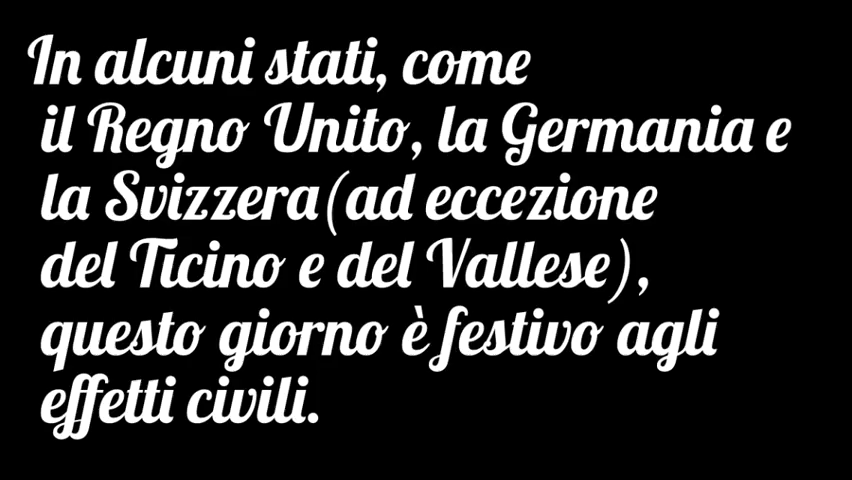 In alcuni stati, come
il Regno Unito, la Germania e
la Svizzera(ad eccezione
del Ticino e del Vallese),
questo giorno è festivo agli
effetti civili.